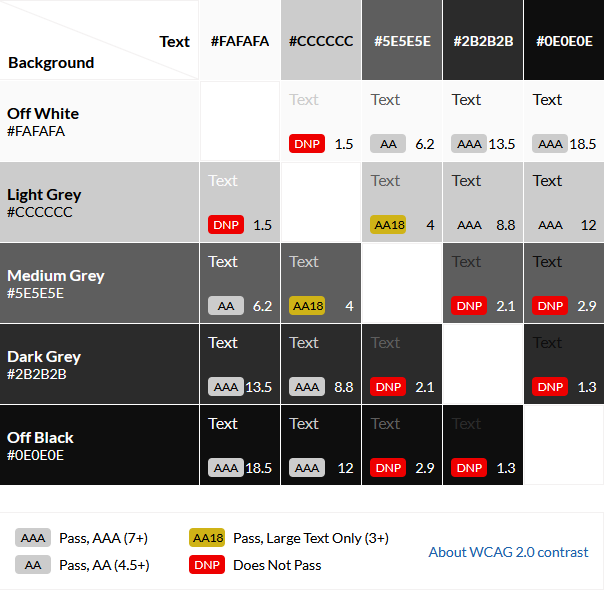 Text
Background
#FAFAFA #CCCCCC #5E5E5E #2B2B2B #0E0E0E
Off White
#FAFAFA
Text Text Text Text
DNP 1.5 AA 6.2 AAA 13.5 AAA 18.5
Light Grey
#CCCCCC
Text Text Text Text
DNP 1.5 AA18 4 AAA 8.8 AAA 12
Medium Grey
#5E5E5E
Text Text Text Text
AA 6.2 AA18 4 DNP 2.1 DNP 2.9
Dark Grey
#2B2B2B
Text Text Text Text
AAA 13.5 AAA 8.8 DNP 2.1 DNP 1.3
Off Black
#0E0E0E
Text Text Text Text
AAA 18.5 AAA 12 DNP 2.9 DNP 1.3
AAA Pass, AAA (7+) AA18 Pass, Large Text Only (3+)
About WCAG 2.0 contrast
AA Pass, AA (4.5+) DNP Does Not Pass